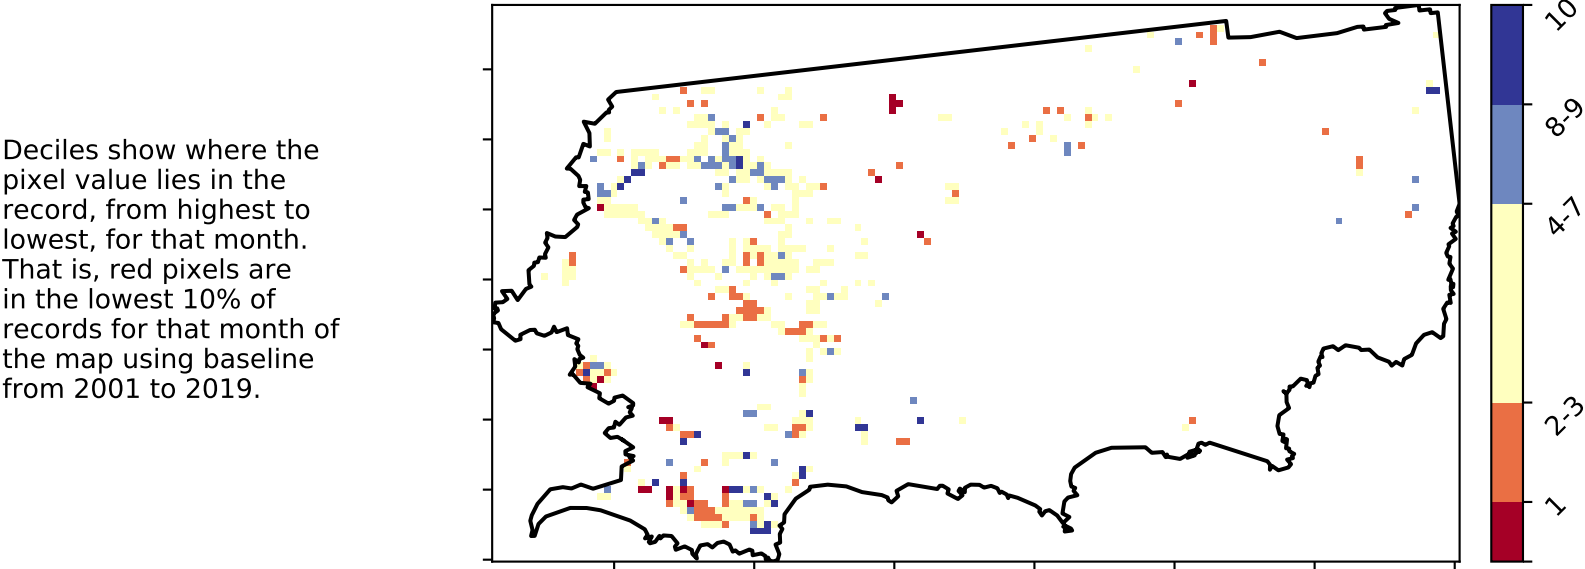 Deciles show where the
pixel value lies in the
record, from highest to
lowest, for that month.
That is, red pixels are
in the lowest 10% of
records for that month of
the map using baseline
from 2001 to 2019.
10
8-9
4-7
2-3
1